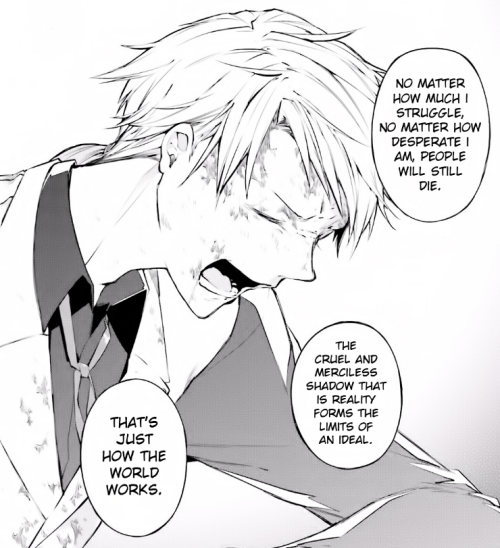 NO MATTER
HOW MUCH I
STRUGGLE,
NO MATTER HOW
DESPERATE I
AM, PEOPLE
WILL STILL
DIE.
THE
CRUEL AND
MERCILESS
SHADOW THAT
IS REALITY
FORMS THE
LIMITS OF
AN IDEAL.
THAT'S
JUST
HOW THE
WORLD
WORKS.